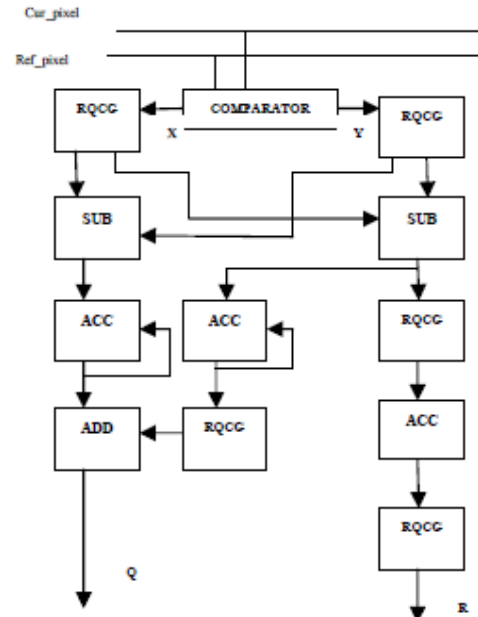 Cur_pixel
Ref_pixel
RQCG
COMPARATOR
RQCG
X
Y
SUB
SUB
ACC
ACC
RQCG
ADD
RQCG
ACC
RQCG
Q
R